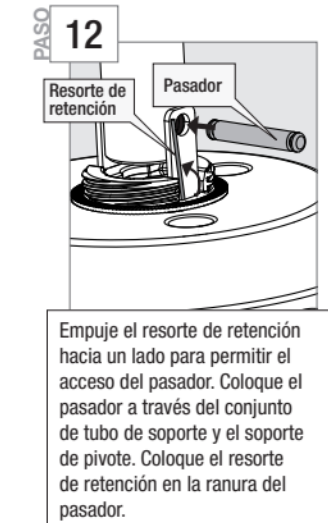 PASO
12
Resorte de
retención
Pasador
Empuje el resorte de retención
hacia un lado para permitir el
acceso del pasador. Coloque el
pasador a través del conjunto
de tubo de soporte y el soporte
de pivote. Coloque el resorte
de retención en la ranura del
pasador.